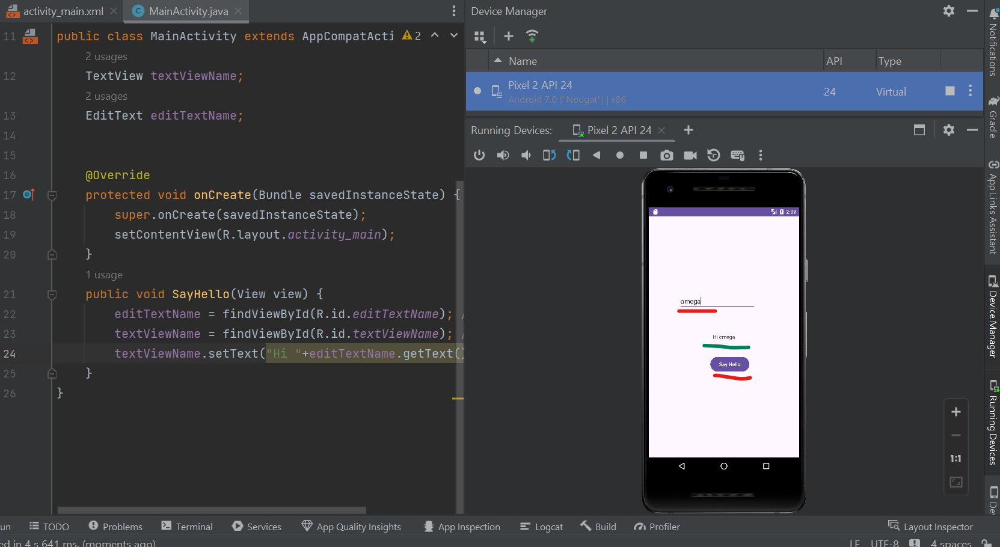 activity_main.xml
MainActivity.java
11 public class MainActivity extends AppCompatActi 2
2 usages
12 TextView textViewName;
2 usages
13 EditText editTextName;
14
15
16 @Override
17 protected void onCreate(Bundle savedInstanceState) {
18 super.onCreate(savedInstanceState);
19 setContentView(R.layout.activity_main);
20 }
1 usage
21 public void SayHello(View view) {
22 editTextName = findViewById(R.id.editTextName); /
23 textViewName = findViewById(R.id.textViewName); /
24 textViewName.setText("Hi "+editTextName.getText()
25 }
26 }
Device Manager
Name API Type
Pixel 2 API 24
Android 7.0 ("Nougat") | x86
24 Virtual
Running Devices: Pixel 2 API 24
2:09
omega
Hi omega
Say Hello
1:1
Notifications
Gradle
App Links Assistant
Device Manager
Running Devices
De
un TODO Problems Terminal Services App Quality Insights App Inspection Logcat Build Profiler Layout Inspector
ed in 4 s 641 ms. (moments ago) LF UTF-8 4 spaces